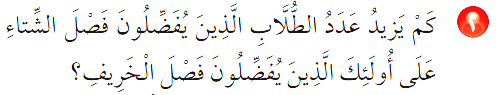 كَمْ يَزِيدُ عَدَدُ الطُّلَّابِ الَّذِينَ يُفَضِّلُونَ فَصْلَ الشِّتَاءِ
عَلَى أُولَئِكَ الَّذِينَ يُفَضِّلُونَ فَصْلَ الْخَرِيفِ؟